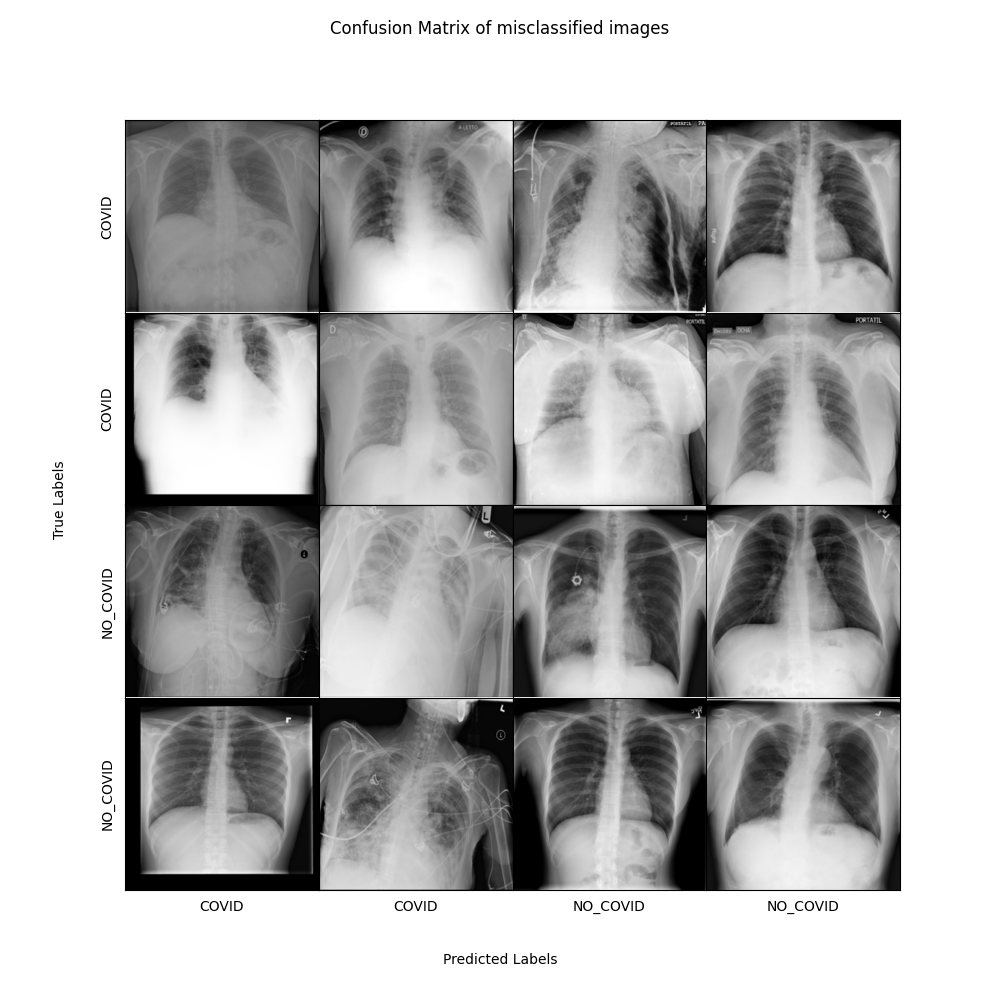 Confusion Matrix of misclassified images
D
PORTATIL
COVID
D
PORTATIL
PORTATIL
COVID
L
NO_COVID
L
NO_COVID
COVID
COVID
NO_COVID
NO_COVID
True Labels
Predicted Labels